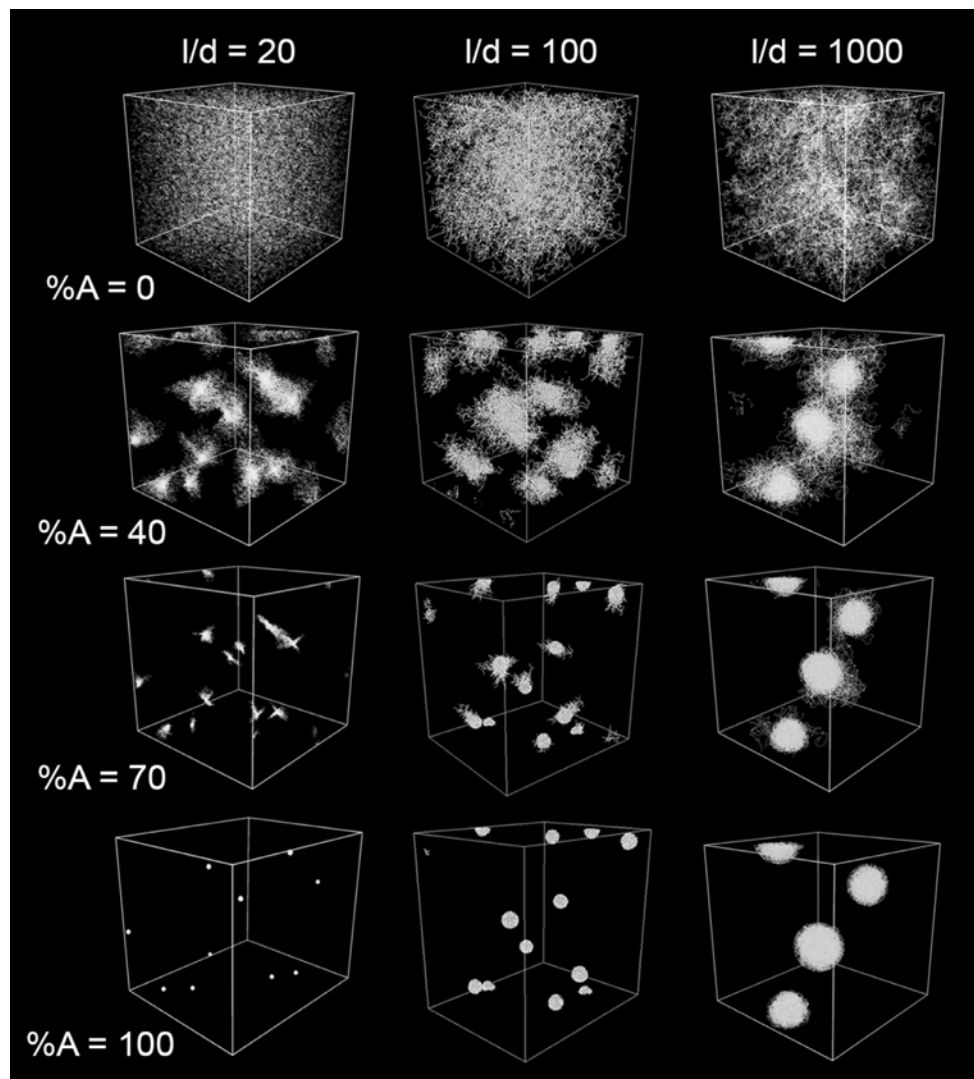 l/d = 20 l/d = 100 l/d = 1000
%A = 0
%A = 40
%A = 70
%A = 100